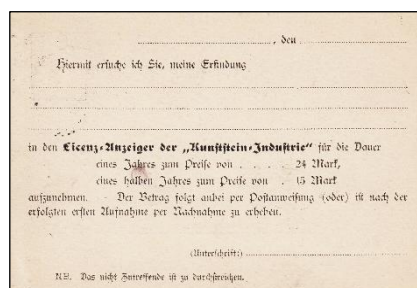 , den
Hiermit ersuche ich Sie, meine Erfindung
in den Licenz-Anzeiger der „Kunststein-Industrie“ für die Dauer
eines Jahres zum Preise von . . . . 24 Mark,
eines halben Jahres zum Preise von . 15 Mark
aufzunehmen. Der Betrag folgt anbei per Postanweisung (oder) ist nach der
erfolgten ersten Aufnahme per Nachnahme zu erheben.
(Unterschrift:)
NB. Das nicht Zutreffende ist zu durchstreichen.